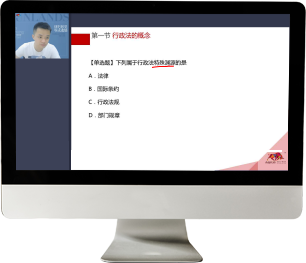 第一节 行政法的概念
【单选题】下列属于行政法特殊渊源的是
A．法律
B．国际条约
C．行政法规
D．部门规章